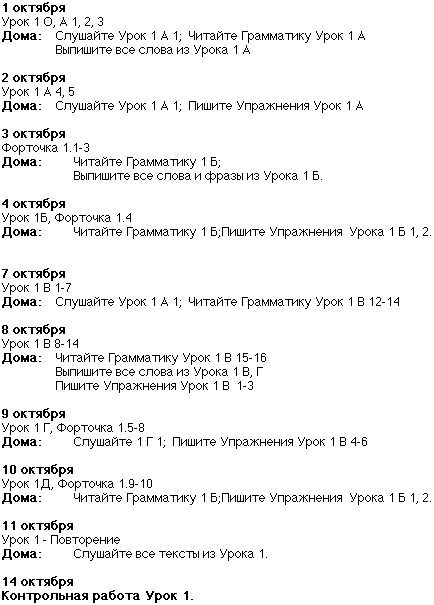 1 октября
Урок 1 О, А 1, 2, 3
Дома: Слушайте Урок 1 А 1; Читайте Грамматику Урок 1 А
Выпишите все слова из Урока 1 А
2 октября
Урок 1 А 4, 5
Дома: Слушайте Урок 1 А 1; Пишите Упражнения Урок 1 А
3 октября
Форточка 1.1-3
Дома: Читайте Грамматику 1 Б;
Выпишите все слова и фразы из Урока 1 Б.
4 октября
Урок 1Б, Форточка 1.4
Дома: Читайте Грамматику 1 Б;Пишите Упражнения Урока 1 Б 1, 2.
7 октября
Урок 1 В 1-7
Дома: Слушайте Урок 1 А 1; Читайте Грамматику Урок 1 В 12-14
8 октября
Урок 1 В 8-14
Дома: Читайте Грамматику Урок 1 В 15-16
Выпишите все слова из Урока 1 В, Г
Пишите Упражнения Урок 1 В 1-3
9 октября
Урок 1 Г, Форточка 1.5-8
Дома: Слушайте 1 Г 1; Пишите Упражнения Урок 1 В 4-6
10 октября
Урок 1Д, Форточка 1.9-10
Дома: Читайте Грамматику 1 Б;Пишите Упражнения Урока 1 Б 1, 2.
11 октября
Урок 1 - Повторение
Дома: Слушайте все тексты из Урока 1.
14 октября
Контрольная работа Урок 1.